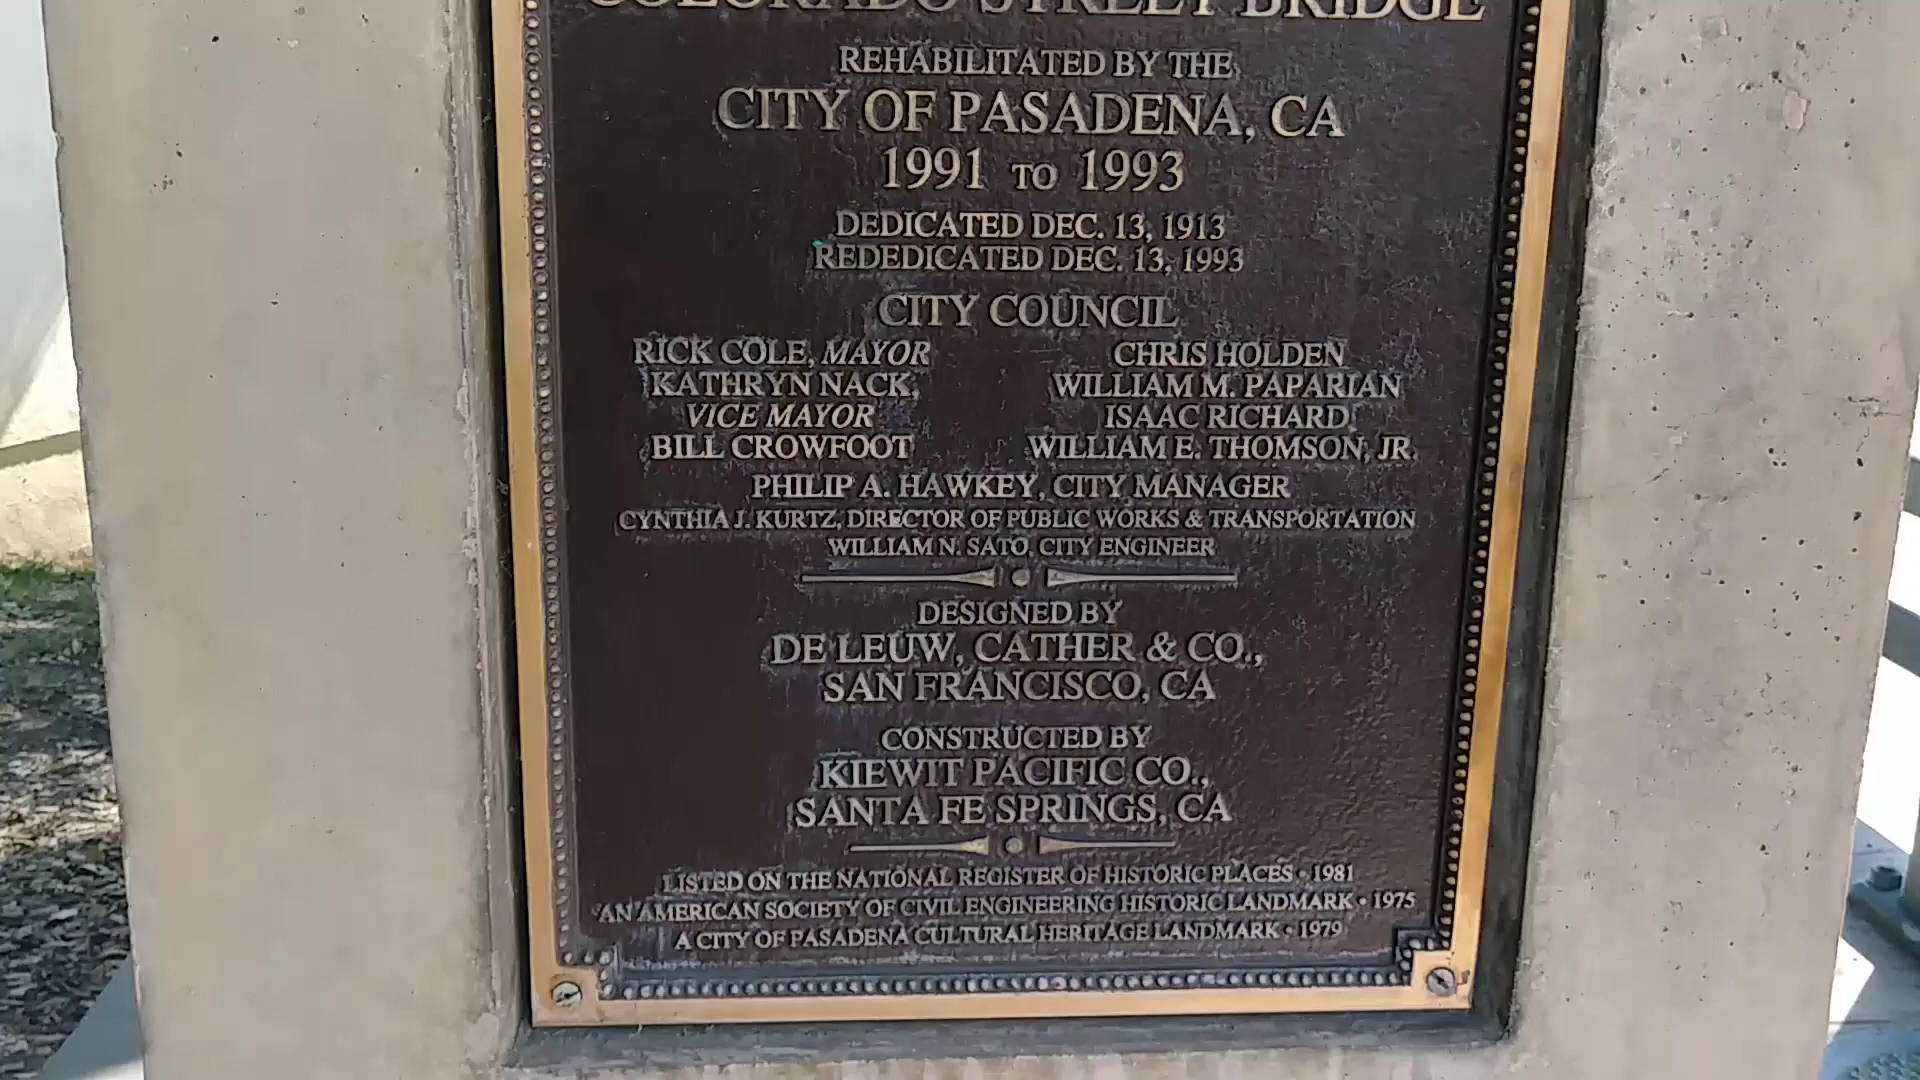 COLORADO STREET BRIDGE
REHABILITATED BY THE
CITY OF PASADENA, CA
1991 TO 1993
DEDICATED DEC. 13, 1913
REDEDICATED DEC. 13, 1993
CITY COUNCIL
RICK COLE, MAYOR
KATHRYN NACK,
VICE MAYOR
BILL CROWFOOT
CHRIS HOLDEN
WILLIAM M. PAPARIAN
ISAAC RICHARD
WILLIAM E. THOMSON, JR.
PHILIP A. HAWKEY, CITY MANAGER
CYNTHIA J. KURTZ, DIRECTOR OF PUBLIC WORKS & TRANSPORTATION
WILLIAM N. SATO, CITY ENGINEER
DESIGNED BY
DE LEUW, CATHER & CO.,
SAN FRANCISCO, CA
CONSTRUCTED BY
KIEWIT PACIFIC CO.,
SANTA FE SPRINGS, CA
LISTED ON THE NATIONAL REGISTER OF HISTORIC PLACES • 1981
AN AMERICAN SOCIETY OF CIVIL ENGINEERING HISTORIC LANDMARK • 1975
A CITY OF PASADENA CULTURAL HERITAGE LANDMARK • 1979